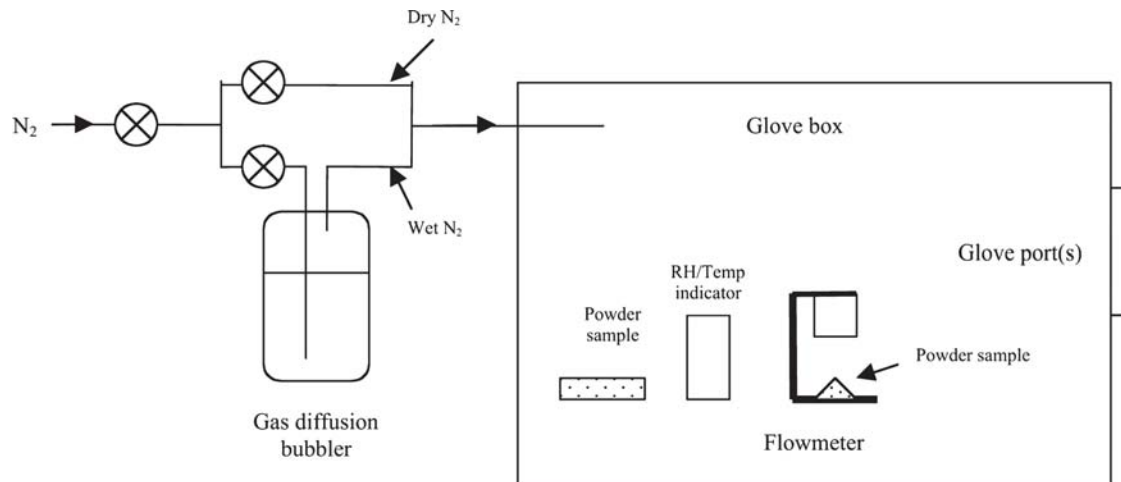 Dry N₂
N₂
Glove box
Wet N₂
Glove port(s)
RH/Temp
indicator
Powder
sample
Powder sample
Gas diffusion
bubbler
Flowmeter